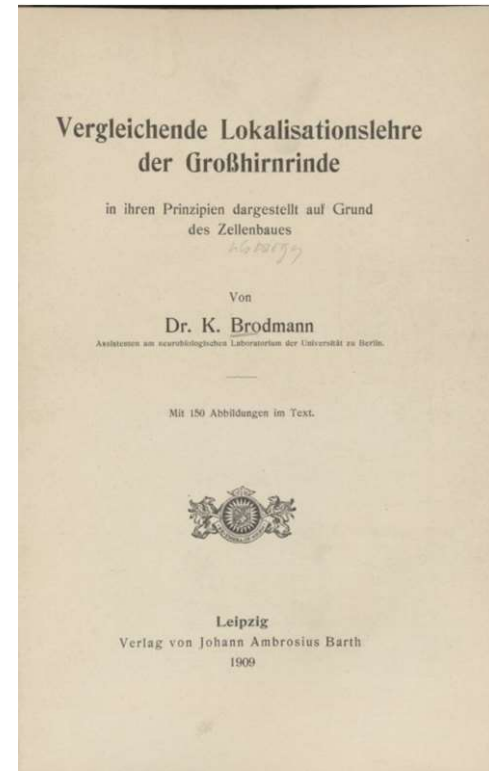 Vergleichende Lokalisationslehre
der Großhirnrinde
in ihren Prinzipien dargestellt auf Grund
des Zellenbaues
Von
Dr. K. Brodmann
Assistenten am neurobiologischen Laboratorium der Universität zu Berlin.
Mit 150 Abbildungen im Text.
Leipzig
Verlag von Johann Ambrosius Barth
1909